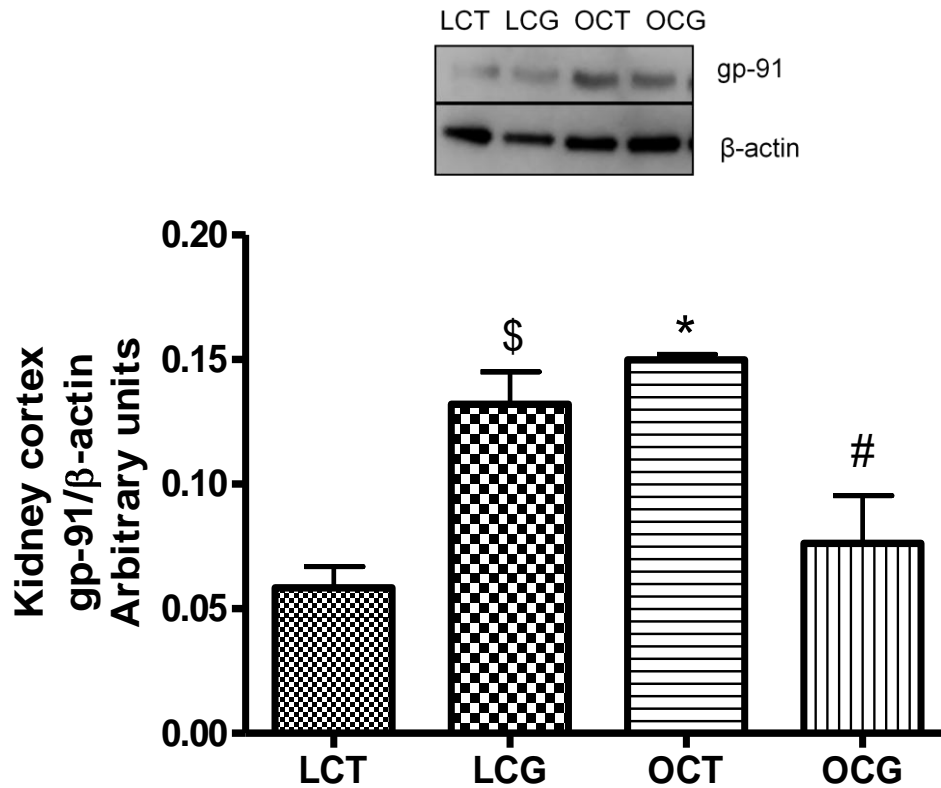 LCT LCG OCT OCG
gp-91
β-actin
Kidney cortex
gp-91/β-actin
Arbitrary units
0.20
0.15
0.10
0.05
0.00
$
*
#
LCT LCG OCT OCG